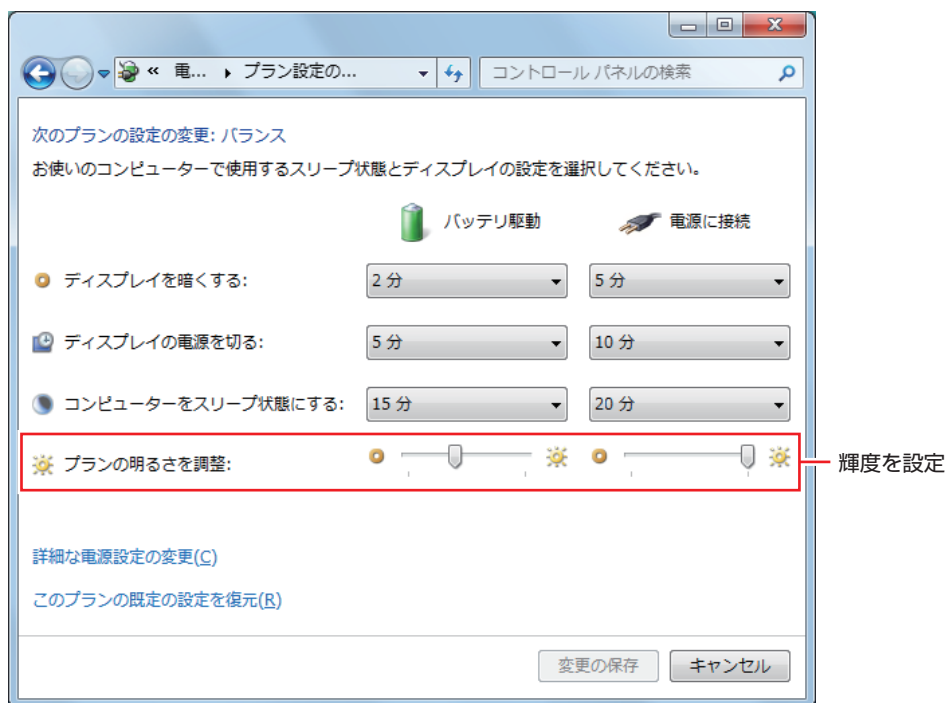 « 電... ▸ プラン設定の...
コントロール パネルの検索
次のプランの設定の変更: バランス
お使いのコンピューターで使用するスリープ状態とディスプレイの設定を選択してください。
バッテリ駆動 電源に接続
ディスプレイを暗くする: 2 分 5 分
ディスプレイの電源を切る: 5 分 10 分
コンピューターをスリープ状態にする: 15 分 20 分
プランの明るさを調整:
輝度を設定
詳細な電源設定の変更(C)
このプランの既定の設定を復元(R)
変更の保存 キャンセル